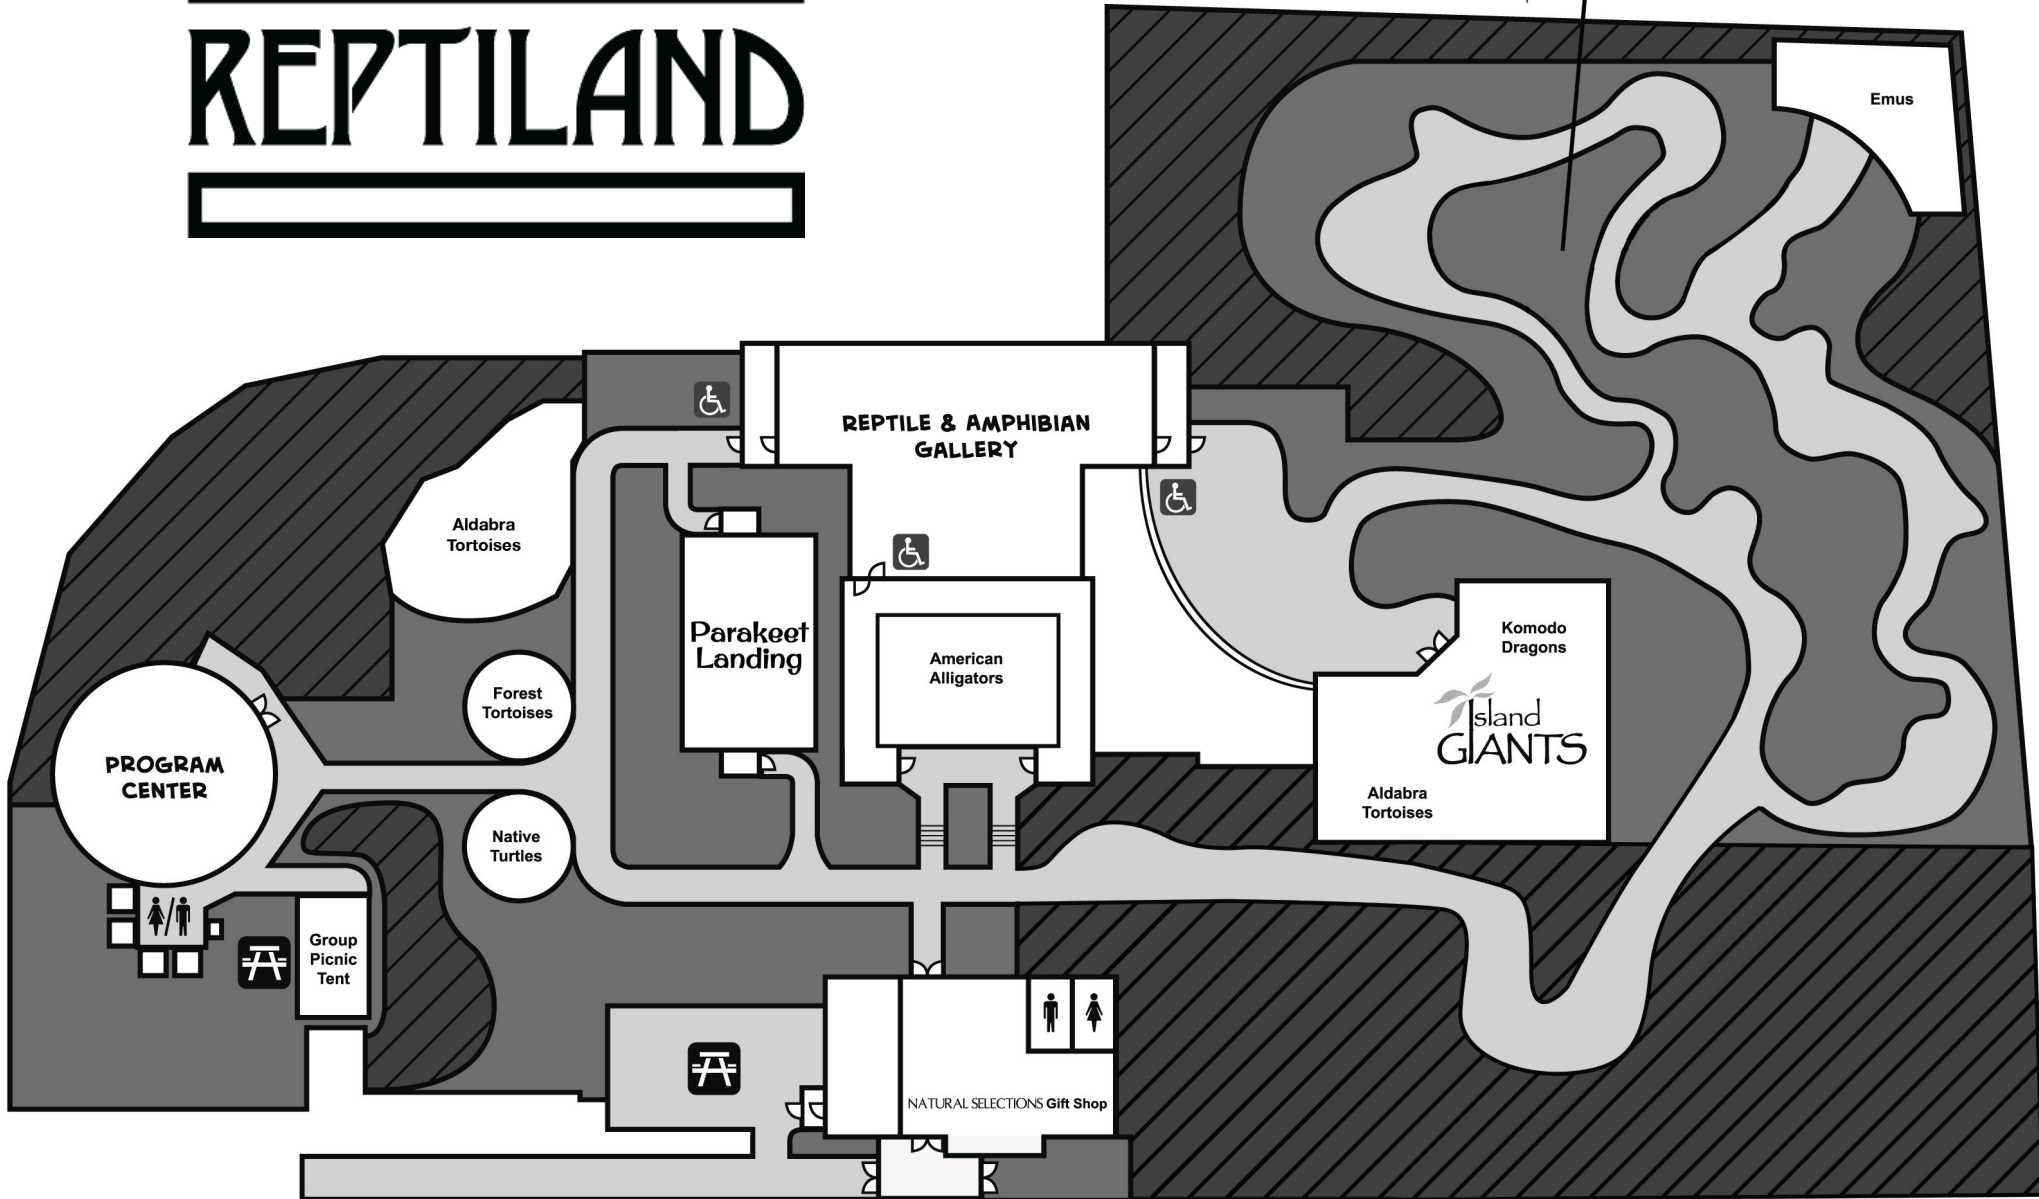 REPTILAND
Emus
REPTILE & AMPHIBIAN
GALLERY
Aldabra
Tortoises
Parakeet
Landing
American
Alligators
Komodo
Dragons
Island
GIANTS
Aldabra
Tortoises
Forest
Tortoises
PROGRAM
CENTER
Native
Turtles
Group
Picnic
Tent
NATURAL SELECTIONS Gift Shop